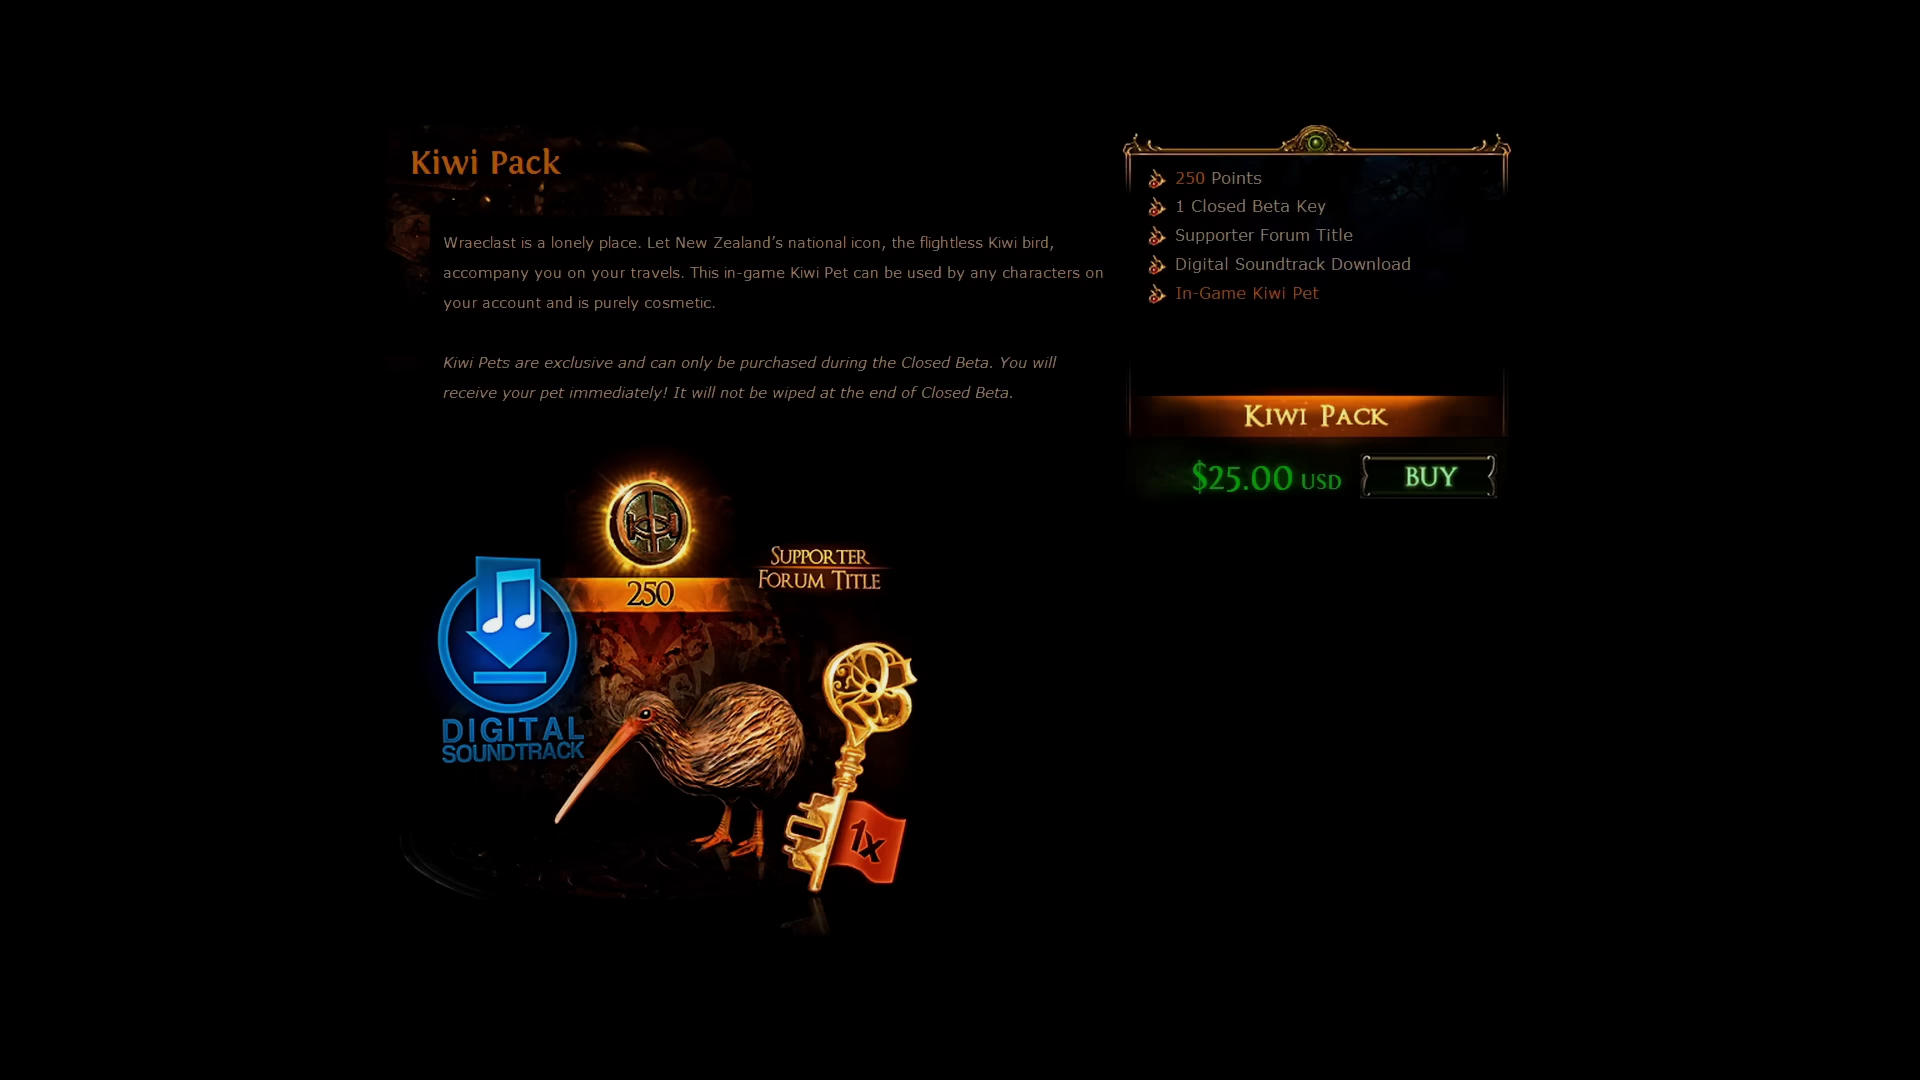 Kiwi Pack
Wraeclast is a lonely place. Let New Zealand’s national icon, the flightless Kiwi bird,
accompany you on your travels. This in-game Kiwi Pet can be used by any characters on
your account and is purely cosmetic.
Kiwi Pets are exclusive and can only be purchased during the Closed Beta. You will
receive your pet immediately! It will not be wiped at the end of Closed Beta.
250
SUPPORTER
FORUM TITLE
DIGITAL
SOUNDTRACK
1x
250 Points
1 Closed Beta Key
Supporter Forum Title
Digital Soundtrack Download
In-Game Kiwi Pet
KIWI PACK
$25.00 USD
BUY